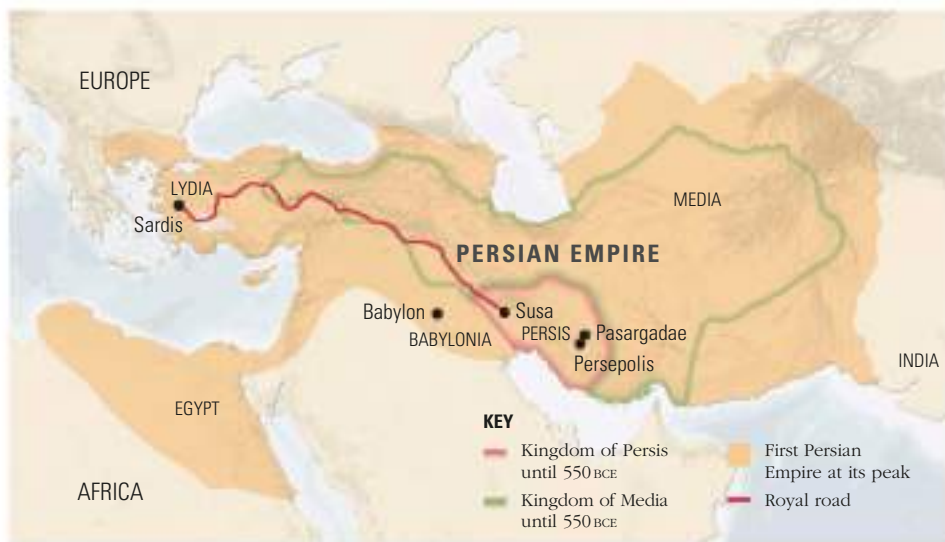 EUROPE
LYDIA
Sardis
MEDIA
PERSIAN EMPIRE
Babylon
BABYLONIA
Susa
PERSIS
Pasargadae
Persepolis
INDIA
EGYPT
AFRICA
KEY
Kingdom of Persis
until 550 BCE
Kingdom of Media
until 550 BCE
First Persian
Empire at its peak
Royal road